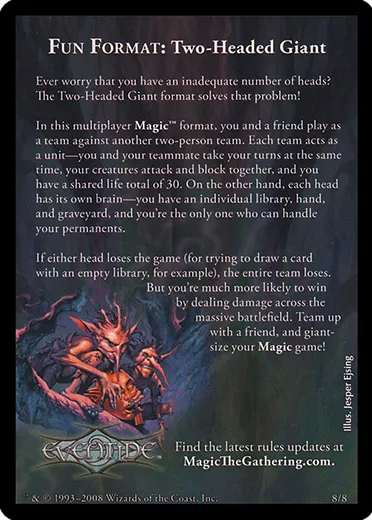 FUN FORMAT: TWO-HEADED GIANT
Ever worry that you have an inadequate number of heads?
The Two-Headed Giant format solves that problem!
In this multiplayer Magic™ format, you and a friend play as
a team against another two-person team. Each team acts
as a unit—you and your teammate take your turns at the same
time, your creatures attack and block together, and you
have a shared life total of 30. On the other hand, each head
has its own brain—you have an individual library, hand,
and graveyard, and you're the only one who can handle
your permanents.
If either head loses the game (for trying to draw a card
with an empty library, for example), the entire team loses.
But you're much more likely to win
by dealing damage across the
massive battlefield. Team up
with a friend, and giant-
size your Magic game!
Illus. Jesper Ejsing
EVENTIDE
Find the latest rules updates at
MagicTheGathering.com.
™ & © 1993–2008 Wizards of the Coast, Inc. 8/8